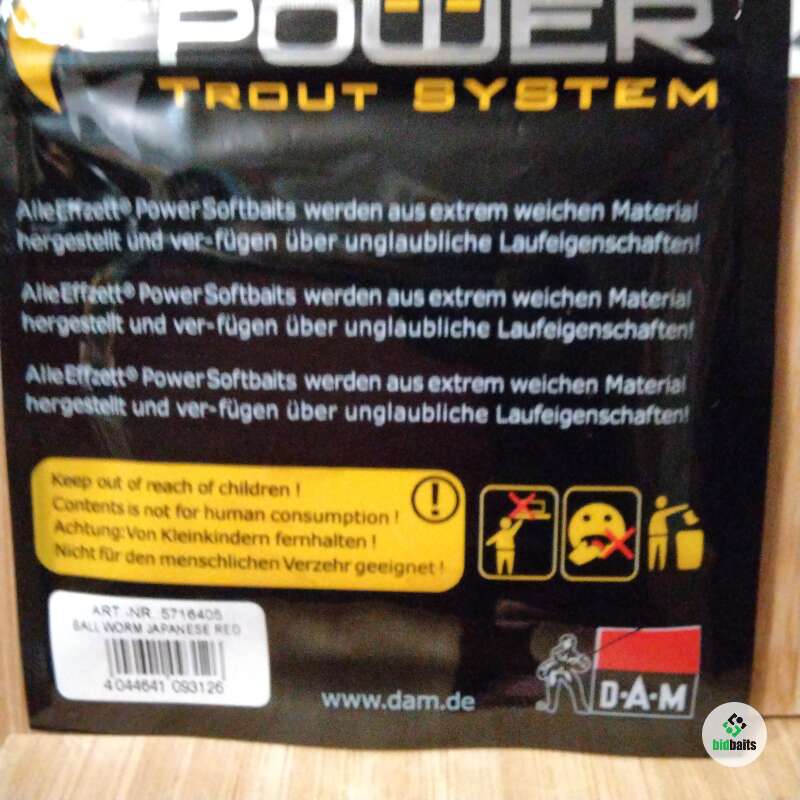 POWER
TROUT SYSTEM
Alle Effzett® Power Softbaits werden aus extrem weichen Material
hergestellt und ver-fügen über unglaubliche Laufeigenschaften!
Alle Effzett® Power Softbaits werden aus extrem weichen Material
hergestellt und ver-fügen über unglaubliche Laufeigenschaften!
Alle Effzett® Power Softbaits werden aus extrem weichen Material
hergestellt und ver-fügen über unglaubliche Laufeigenschaften!
Keep out of reach of children !
Contents is not for human consumption !
Achtung: Von Kleinkindern fernhalten !
Nicht für den menschlichen Verzehr geeignet !
ART.-NR. 5716405
BALL WORM JAPANESE RED
4 044641 093126
www.dam.de
D·A·M
bidbaits